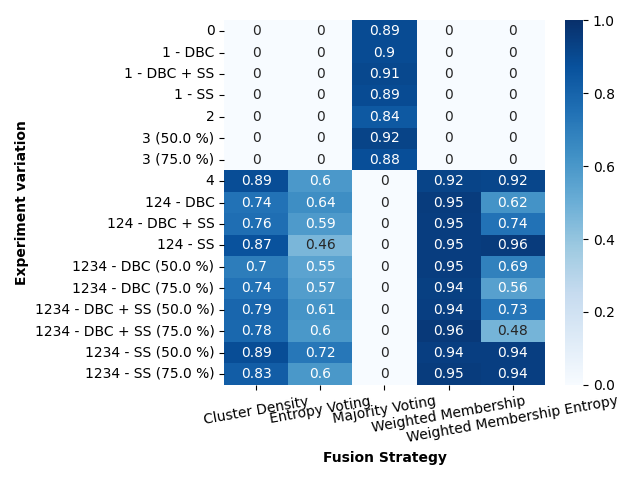 0 0 0 0.89 0 0
1 - DBC 0 0 0.9 0 0
1 - DBC + SS 0 0 0.91 0 0
1 - SS 0 0 0.89 0 0
2 0 0 0.84 0 0
3 (50.0 %) 0 0 0.92 0 0
3 (75.0 %) 0 0 0.88 0 0
4 0.89 0.6 0 0.92 0.92
124 - DBC 0.74 0.64 0 0.95 0.62
124 - DBC + SS 0.76 0.59 0 0.95 0.74
124 - SS 0.87 0.46 0 0.95 0.96
1234 - DBC (50.0 %) 0.7 0.55 0 0.95 0.69
1234 - DBC (75.0 %) 0.74 0.57 0 0.94 0.56
1234 - DBC + SS (50.0 %) 0.79 0.61 0 0.94 0.73
1234 - DBC + SS (75.0 %) 0.78 0.6 0 0.96 0.48
1234 - SS (50.0 %) 0.89 0.72 0 0.94 0.94
1234 - SS (75.0 %) 0.83 0.6 0 0.95 0.94
Experiment variation
Cluster Density
Entropy Voting
Majority Voting
Weighted Membership
Weighted Membership Entropy
Fusion Strategy
1.0
0.8
0.6
0.4
0.2
0.0